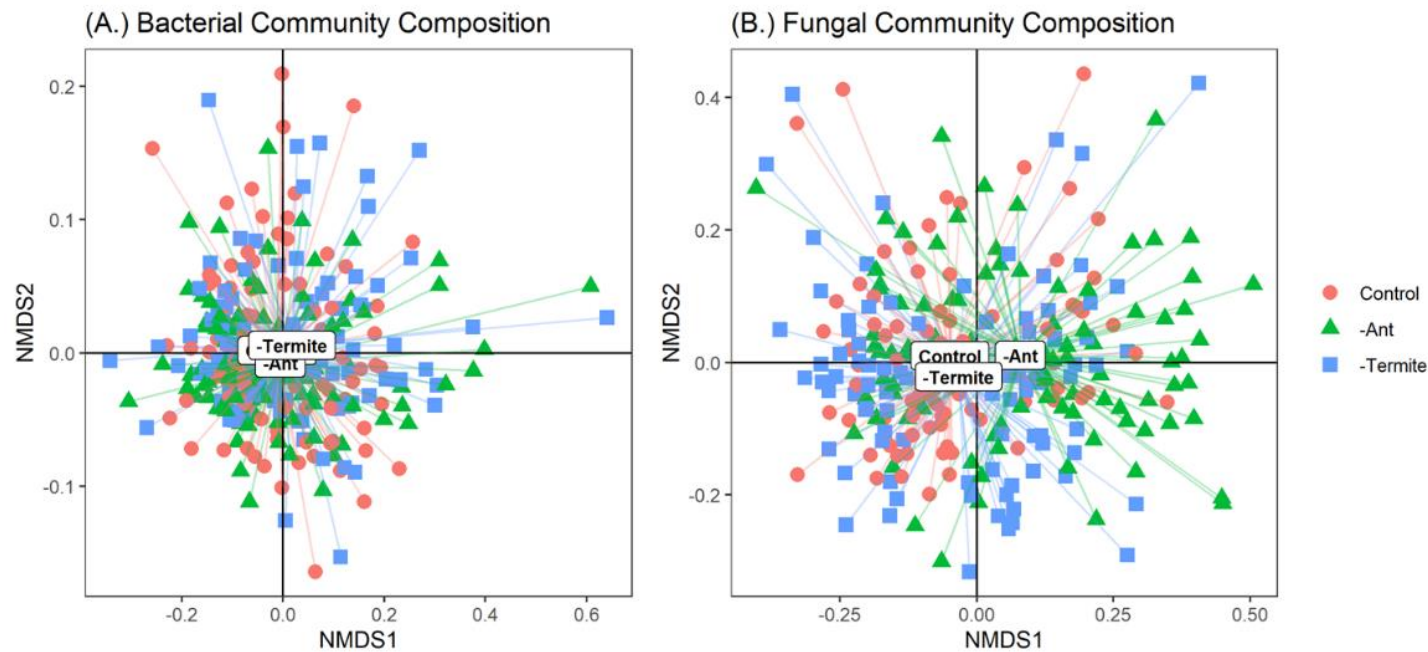 (A.) Bacterial Community Composition
(B.) Fungal Community Composition
NMDS2
0.2
0.1
0.0
-0.1
-Termite
-Ant
-0.2
0.0
0.2
0.4
0.6
NMDS1
NMDS2
0.4
0.2
0.0
-0.2
Control
-Ant
-Termite
-0.25
0.00
0.25
0.50
NMDS1
Control
-Ant
-Termite